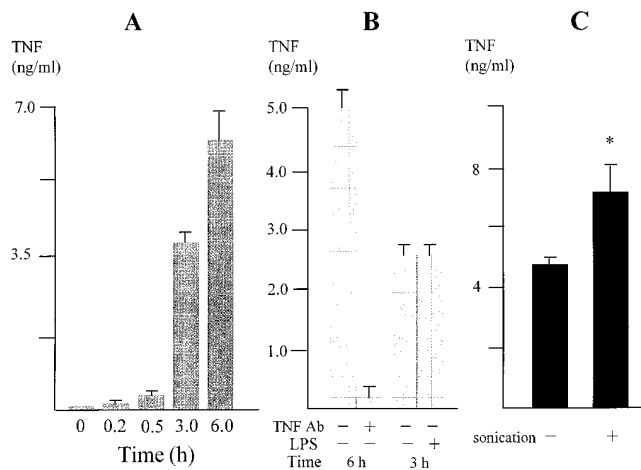 A
TNF
(ng/ml)
7.0
3.5
0 0.2 0.5 3.0 6.0
Time (h)
B
TNF
(ng/ml)
5.0
4.0
3.0
2.0
1.0
TNF Ab − + − −
LPS − − − +
Time 6 h 3 h
C
TNF
(ng/ml)
8
4
*
sonication − +